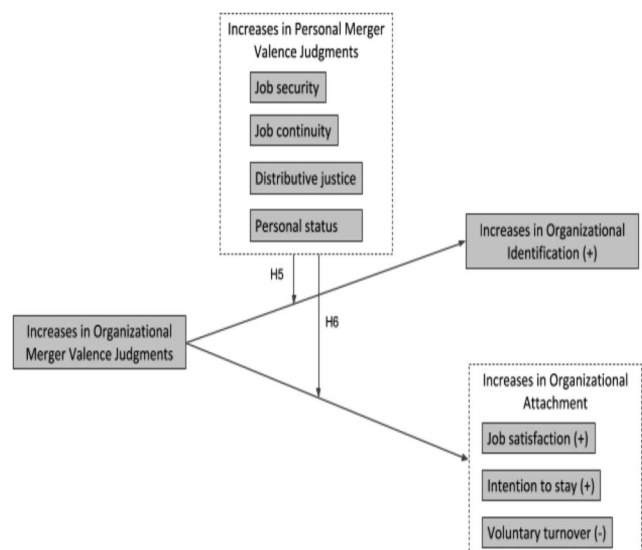 Increases in Personal Merger
Valence Judgments
Job security
Job continuity
Distributive justice
Personal status
H5
H6
Increases in Organizational
Identification (+)
Increases in Organizational
Merger Valence Judgments
Increases in Organizational
Attachment
Job satisfaction (+)
Intention to stay (+)
Voluntary turnover (-)